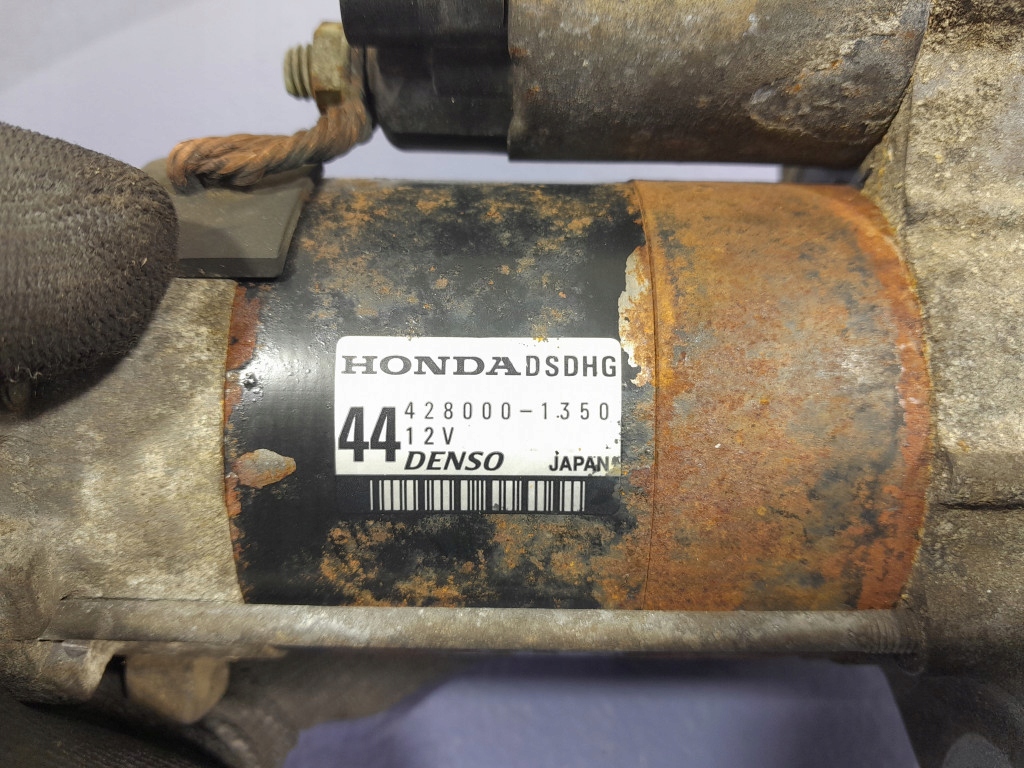 HONDA DSDHG
44 428000-1350
12V
DENSO JAPAN